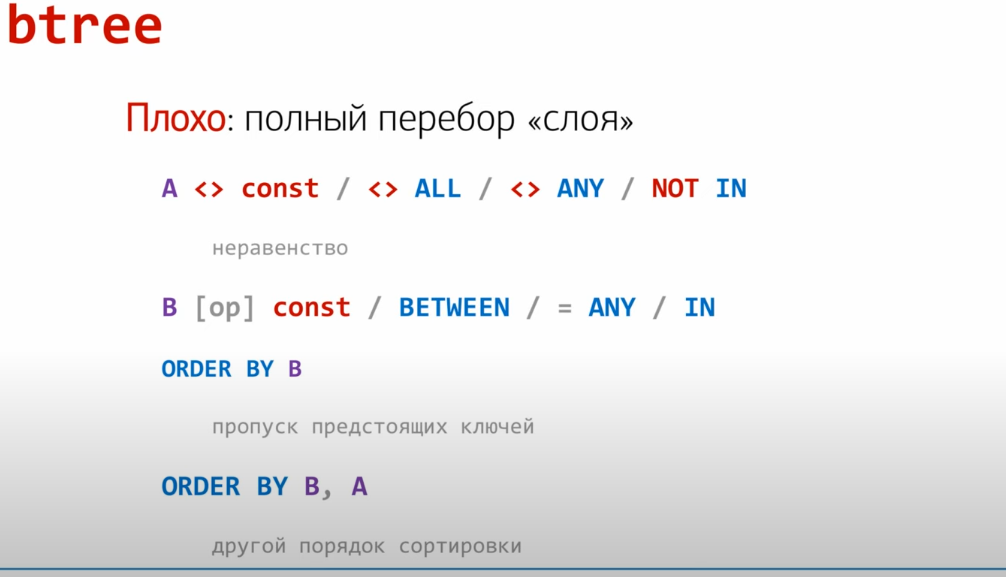 btree
Плохо: полный перебор «слоя»
A <> const / <> ALL / <> ANY / NOT IN
неравенство
B [op] const / BETWEEN / = ANY / IN
ORDER BY B
пропуск предстоящих ключей
ORDER BY B, A
другой порядок сортировки